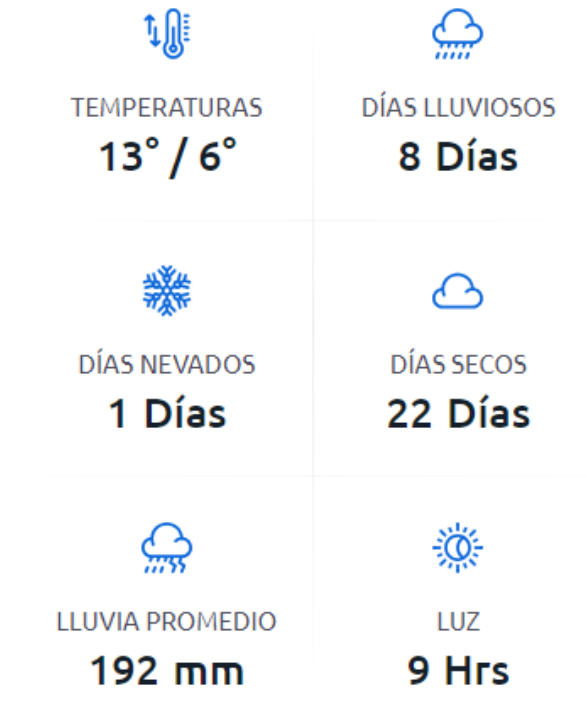 TEMPERATURAS
13° / 6°
DÍAS LLUVIOSOS
8 Días
DÍAS NEVADOS
1 Días
DÍAS SECOS
22 Días
LLUVIA PROMEDIO
192 mm
LUZ
9 Hrs